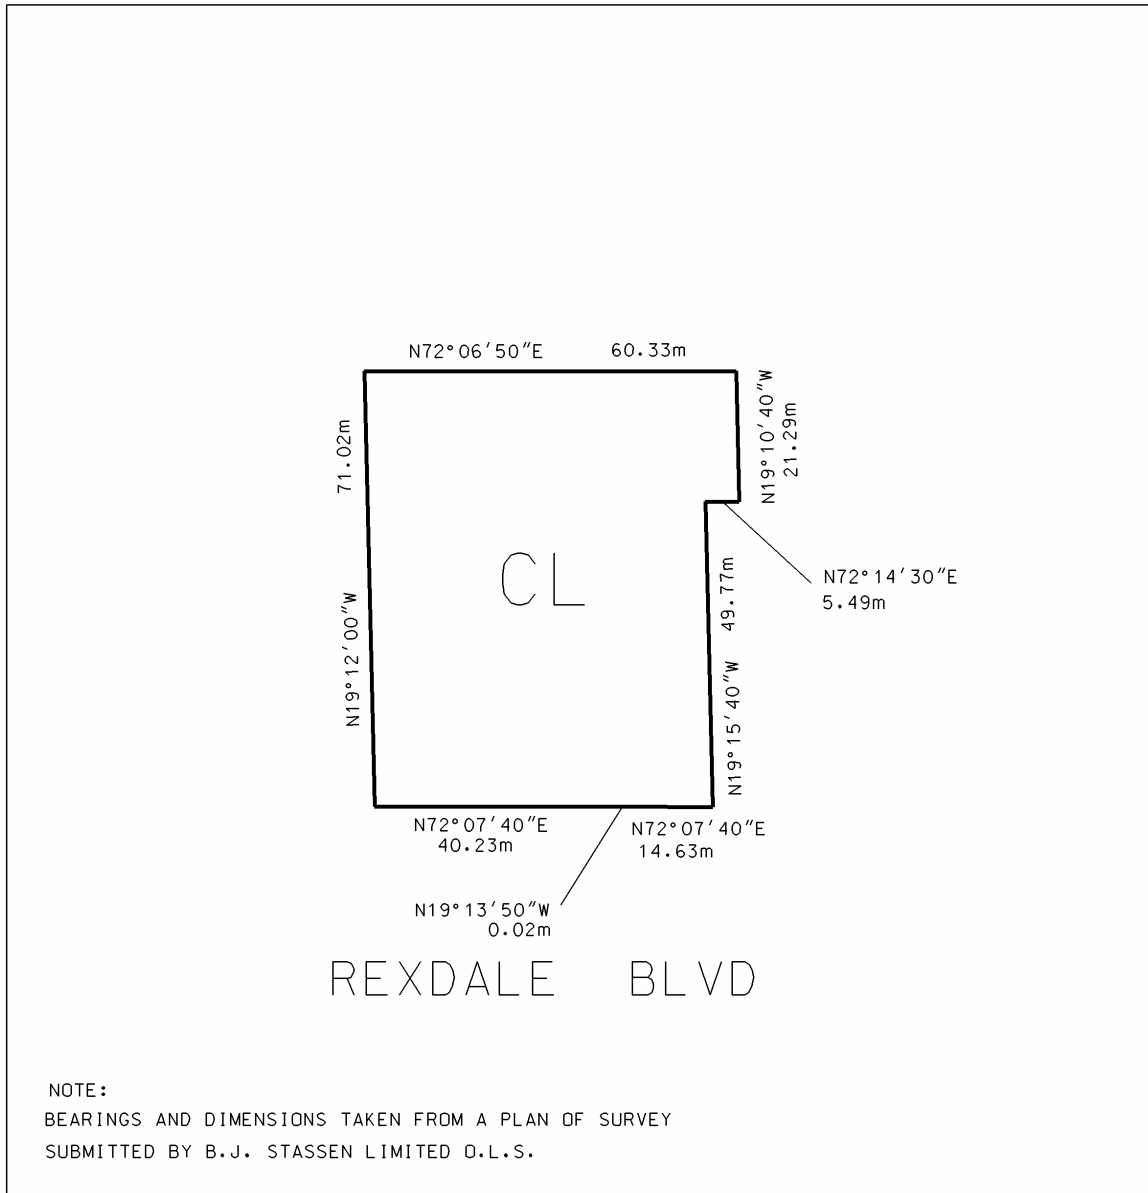 N72°06'50"E 60.33m
71.02m
N19°10'40"W
21.29m
CL
49.77m
N72°14'30"E
5.49m
N19°12'00"W
N19°15'40"W
N72°07'40"E
40.23m
N72°07'40"E
14.63m
N19°13'50"W
0.02m
REXDALE BLVD
NOTE:
BEARINGS AND DIMENSIONS TAKEN FROM A PLAN OF SURVEY
SUBMITTED BY B.J. STASSEN LIMITED O.L.S.